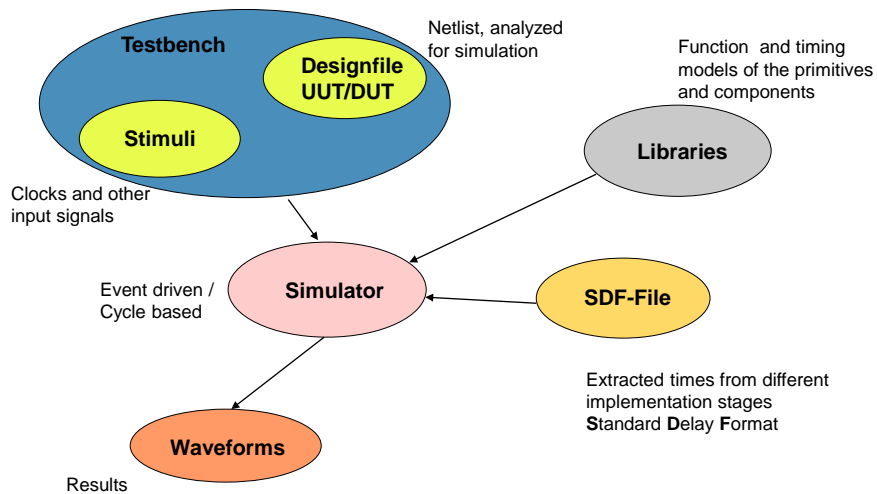 Testbench
Netlist, analyzed
for simulation
Designfile
UUT/DUT
Stimuli
Clocks and other
input signals
Function and timing
models of the primitives
and components
Libraries
Event driven /
Cycle based
Simulator
SDF-File
Extracted times from different
implementation stages
Standard Delay Format
Waveforms
Results